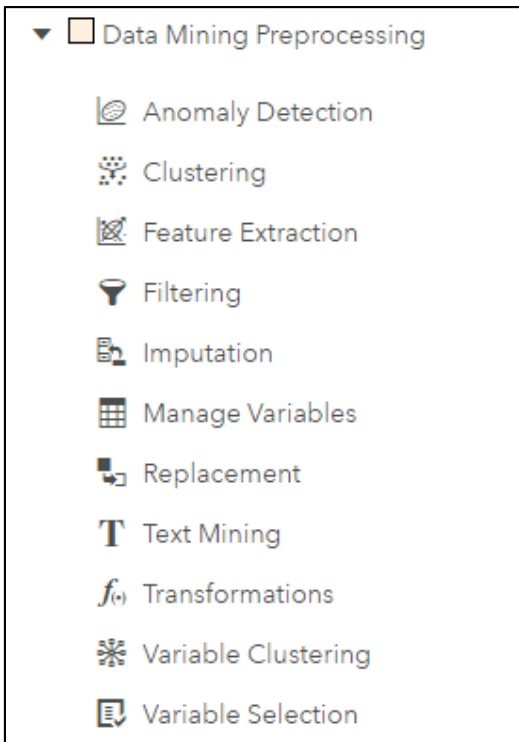 Data Mining Preprocessing
Anomaly Detection
Clustering
Feature Extraction
Filtering
Imputation
Manage Variables
Replacement
T Text Mining
f(•) Transformations
Variable Clustering
Variable Selection